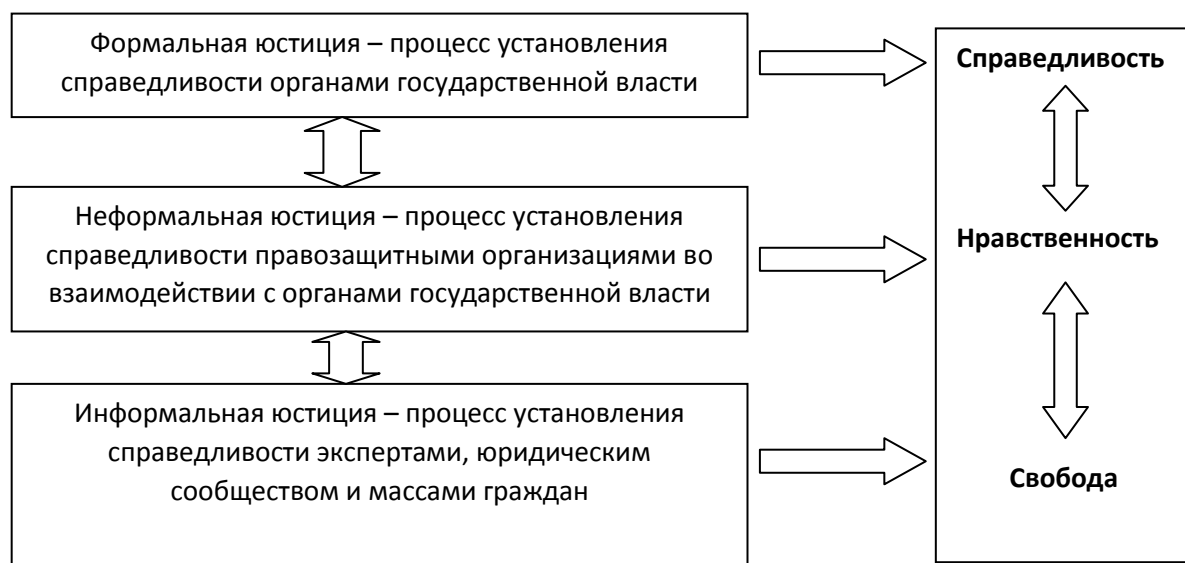 Формальная юстиция – процесс установления
справедливости органами государственной власти
Неформальная юстиция – процесс установления
справедливости правозащитными организациями во
взаимодействии с органами государственной власти
Информальная юстиция – процесс установления
справедливости экспертами, юридическим
сообществом и массами граждан
Справедливость
Нравственность
Свобода